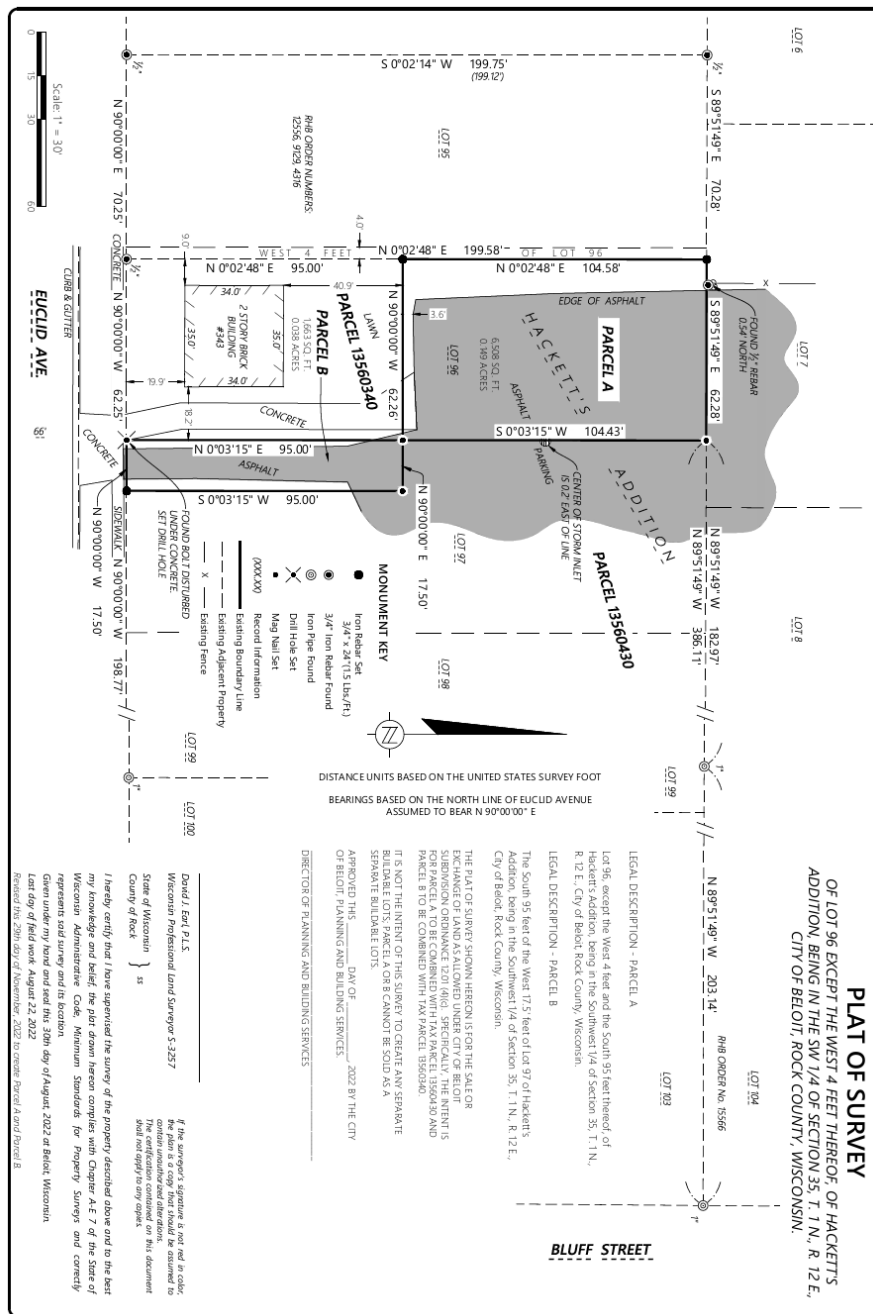 PLAT OF SURVEY
OF LOT 96 EXCEPT THE WEST 4 FEET THEREOF, OF HACKETT'S
ADDITION, BEING IN THE SW 1/4 OF SECTION 35, T. 1 N., R. 12 E.,
CITY OF BELOIT, ROCK COUNTY, WISCONSIN.
LOT 6
LOT 7
LOT 8
LOT 104
S 89°51'49" E 70.28'
S 89°51'49" E 62.28'
N 89°51'49" W 182.97'
N 89°51'49" W 386.11'
N 89°51'49" W 203.14'
RHB ORDER No. 15566
1/2"
X
FOUND 1/2" REBAR
0.54' NORTH
1"
1"
LOT 99
LOT 103
BLUFF STREET
S 0°02'14" W 199.75'
(199.12')
LOT 95
RHB ORDER NUMBERS:
12556, 9129, 4316
N 0°02'48" E 199.58'
WEST 4 FEET OF LOT 96
N 0°02'48" E 95.00'
N 0°02'48" E 104.58'
4.0'
EDGE OF ASPHALT
HACKETT'S
ADDITION
PARCEL A
6,508 SQ. FT.
0.149 ACRES
LOT 96
ASPHALT
PARKING
3.6'
S 0°03'15" W 104.43'
CENTER OF STORM INLET
IS 0.2' EAST OF LINE
PARCEL 13560430
N 90°00'00" W 62.26'
N 90°00'00" E 17.50'
LOT 97
LOT 98
LAWN
PARCEL 13560340
PARCEL B
1,663 SQ. FT.
0.038 ACRES
40.9'
9.0'
34.0'
35.0'
2 STORY BRICK
BUILDING
#343
35.0'
34.0'
19.9'
18.2'
CONCRETE
N 0°03'15" E 95.00'
ASPHALT
S 0°03'15" W 95.00'
FOUND BOLT DISTURBED
UNDER CONCRETE.
SET DRILL HOLE
1/2"
N 90°00'00" E 70.25'
1/2"
N 90°00'00" W 62.25'
N 90°00'00" W 17.50'
N 90°00'00" W 198.77'
1"
LOT 99
LOT 100
CONCRETE
CONCRETE
SIDEWALK
CURB & GUTTER
EUCLID AVE.
66'
0 15 30 60
Scale: 1" = 30'
MONUMENT KEY
Iron Rebar Set
3/4" x 24"(1.5 Lbs./Ft.)
3/4" Iron Rebar Found
Iron Pipe Found
Drill Hole Set
Mag Nail Set
(XXX.XX) Record Information
Existing Boundary Line
Existing Adjacent Property
X Existing Fence
N
DISTANCE UNITS BASED ON THE UNITED STATES SURVEY FOOT
BEARINGS BASED ON THE NORTH LINE OF EUCLID AVENUE
ASSUMED TO BEAR N 90°00'00" E
LEGAL DESCRIPTION - PARCEL A
Lot 96, except the West 4 feet and the South 95 feet thereof, of
Hackett's Addition, being in the Southwest 1/4 of Section 35, T. 1 N.,
R. 12 E., City of Beloit, Rock County, Wisconsin.
LEGAL DESCRIPTION - PARCEL B
The South 95 feet of the West 17.5' feet of Lot 97 of Hackett's
Addition, being in the Southwest 1/4 of Section 35, T. 1 N., R. 12 E.,
City of Beloit, Rock County, Wisconsin.
THE PLAT OF SURVEY SHOWN HEREON IS FOR THE SALE OR
EXCHANGE OF LAND AS ALLOWED UNDER CITY OF BELOIT
SUBDIVISION ORDINANCE 12.01 (4)(c). SPECIFICALLY, THE INTENT IS
FOR PARCEL A TO BE COMBINED WITH TAX PARCEL 13560430 AND
PARCEL B TO BE COMBINED WITH TAX PARCEL 13560340.
IT IS NOT THE INTENT OF THIS SURVEY TO CREATE ANY SEPARATE
BUILDABLE LOTS; PARCEL A OR B CANNOT BE SOLD AS A
SEPARATE BUILDABLE LOTS.
APPROVED THIS DAY OF 2022 BY THE CITY
OF BELOIT, PLANNING AND BUILDING SERVICES.
DIRECTOR OF PLANNING AND BUILDING SERVICES
David J. Earl, P.L.S.
Wisconsin Professional Land Surveyor S-3257
State of Wisconsin
County of Rock } ss
If the surveyor's signature is not red in color,
the plan is a copy that should be assumed to
contain unauthorized alterations.
The certification contained on this document
shall not apply to any copies.
I hereby certify that I have supervised the survey of the property described above and to the best
my knowledge and belief, the plat drawn hereon complies with Chapter A-E 7 of the State of
Wisconsin Administrative Code, Minimum Standards for Property Surveys and correctly
represents said survey and its location.
Given under my hand and seal this 30th day of August, 2022 at Beloit, Wisconsin.
Last day of field work August 22, 2022
Revised this 29th day of November, 2022 to create Parcel A and Parcel B.